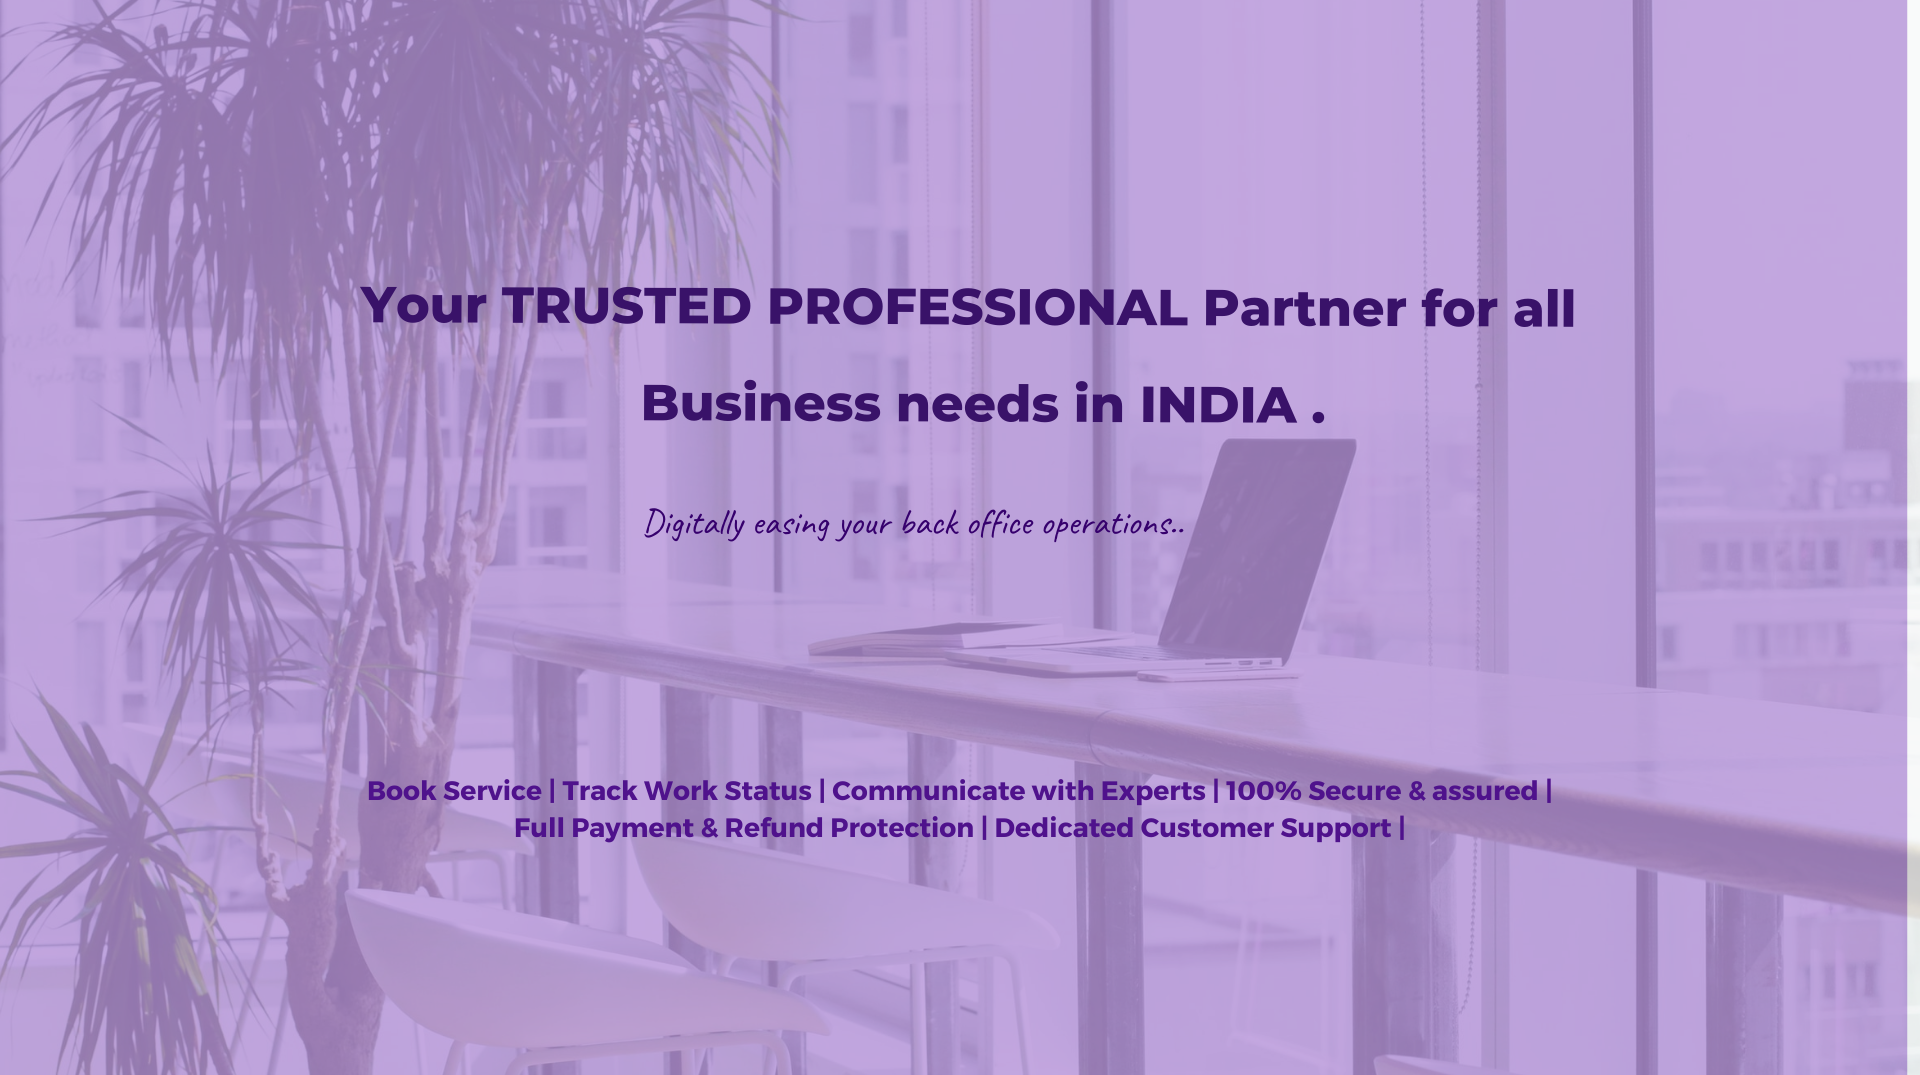 Your TRUSTED PROFESSIONAL Partner for all
Business needs in INDIA .
Digitally easing your back office operations..
Book Service | Track Work Status | Communicate with Experts | 100% Secure & assured |
Full Payment & Refund Protection | Dedicated Customer Support |